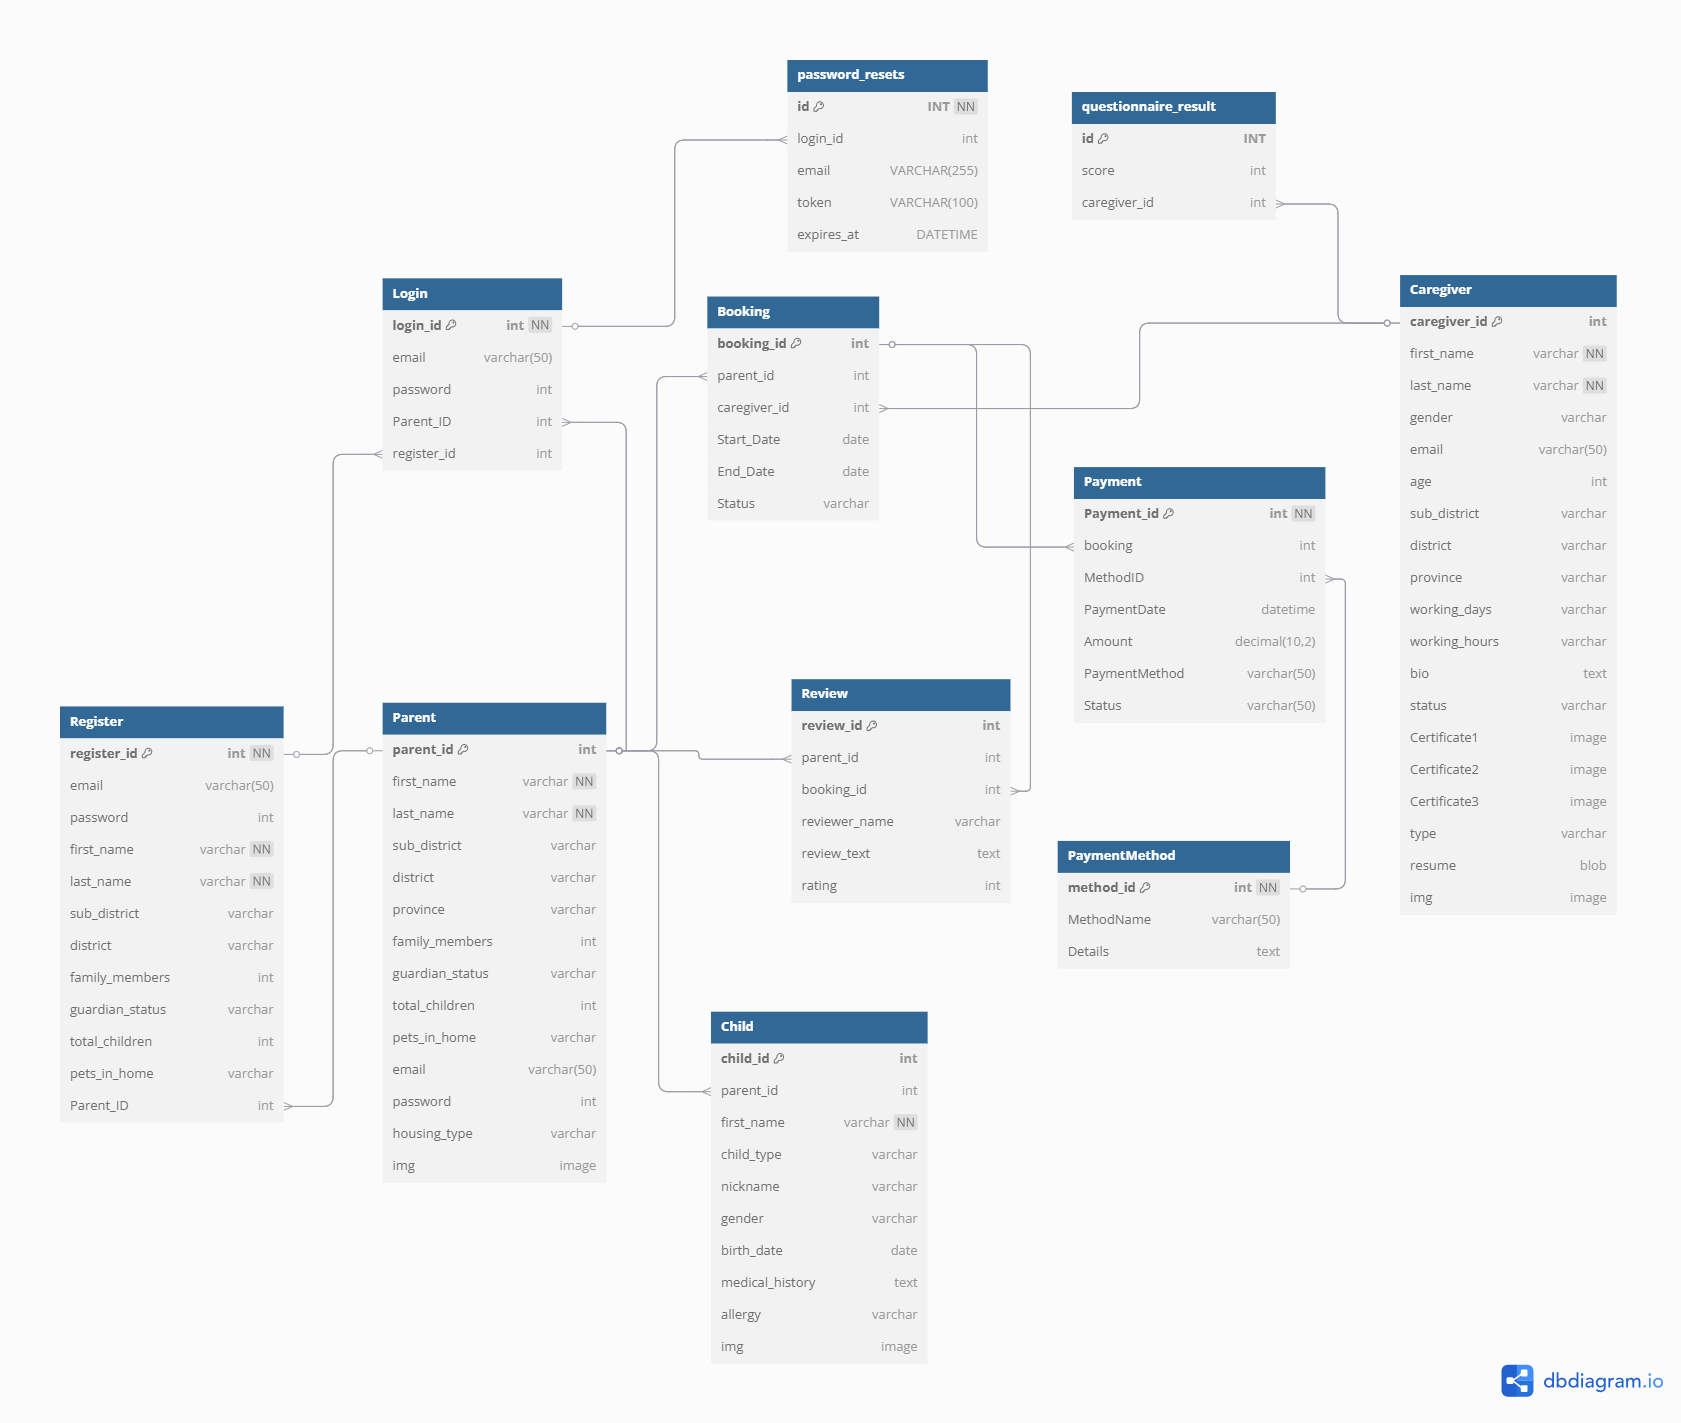 password_resets
id INT NN
login_id int
email VARCHAR(255)
token VARCHAR(100)
expires_at DATETIME
questionnaire_result
id INT
score int
caregiver_id int
Login
login_id int NN
email varchar(50)
password int
Parent_ID int
register_id int
Booking
booking_id int
parent_id int
caregiver_id int
Start_Date date
End_Date date
Status varchar
Caregiver
caregiver_id int
first_name varchar NN
last_name varchar NN
gender varchar
email varchar(50)
age int
sub_district varchar
district varchar
province varchar
working_days varchar
working_hours varchar
bio text
status varchar
Certificate1 image
Certificate2 image
Certificate3 image
type varchar
resume blob
img image
Payment
Payment_id int NN
booking int
MethodID int
PaymentDate datetime
Amount decimal(10,2)
PaymentMethod varchar(50)
Status varchar(50)
Register
register_id int NN
email varchar(50)
password int
first_name varchar NN
last_name varchar NN
sub_district varchar
district varchar
family_members int
guardian_status varchar
total_children int
pets_in_home varchar
Parent_ID int
Parent
parent_id int
first_name varchar NN
last_name varchar NN
sub_district varchar
district varchar
province varchar
family_members int
guardian_status varchar
total_children int
pets_in_home varchar
email varchar(50)
password int
housing_type varchar
img image
Review
review_id int
parent_id int
booking_id int
reviewer_name varchar
review_text text
rating int
PaymentMethod
method_id int NN
MethodName varchar(50)
Details text
Child
child_id int
parent_id int
first_name varchar NN
child_type varchar
nickname varchar
gender varchar
birth_date date
medical_history text
allergy varchar
img image
dbdiagram.io